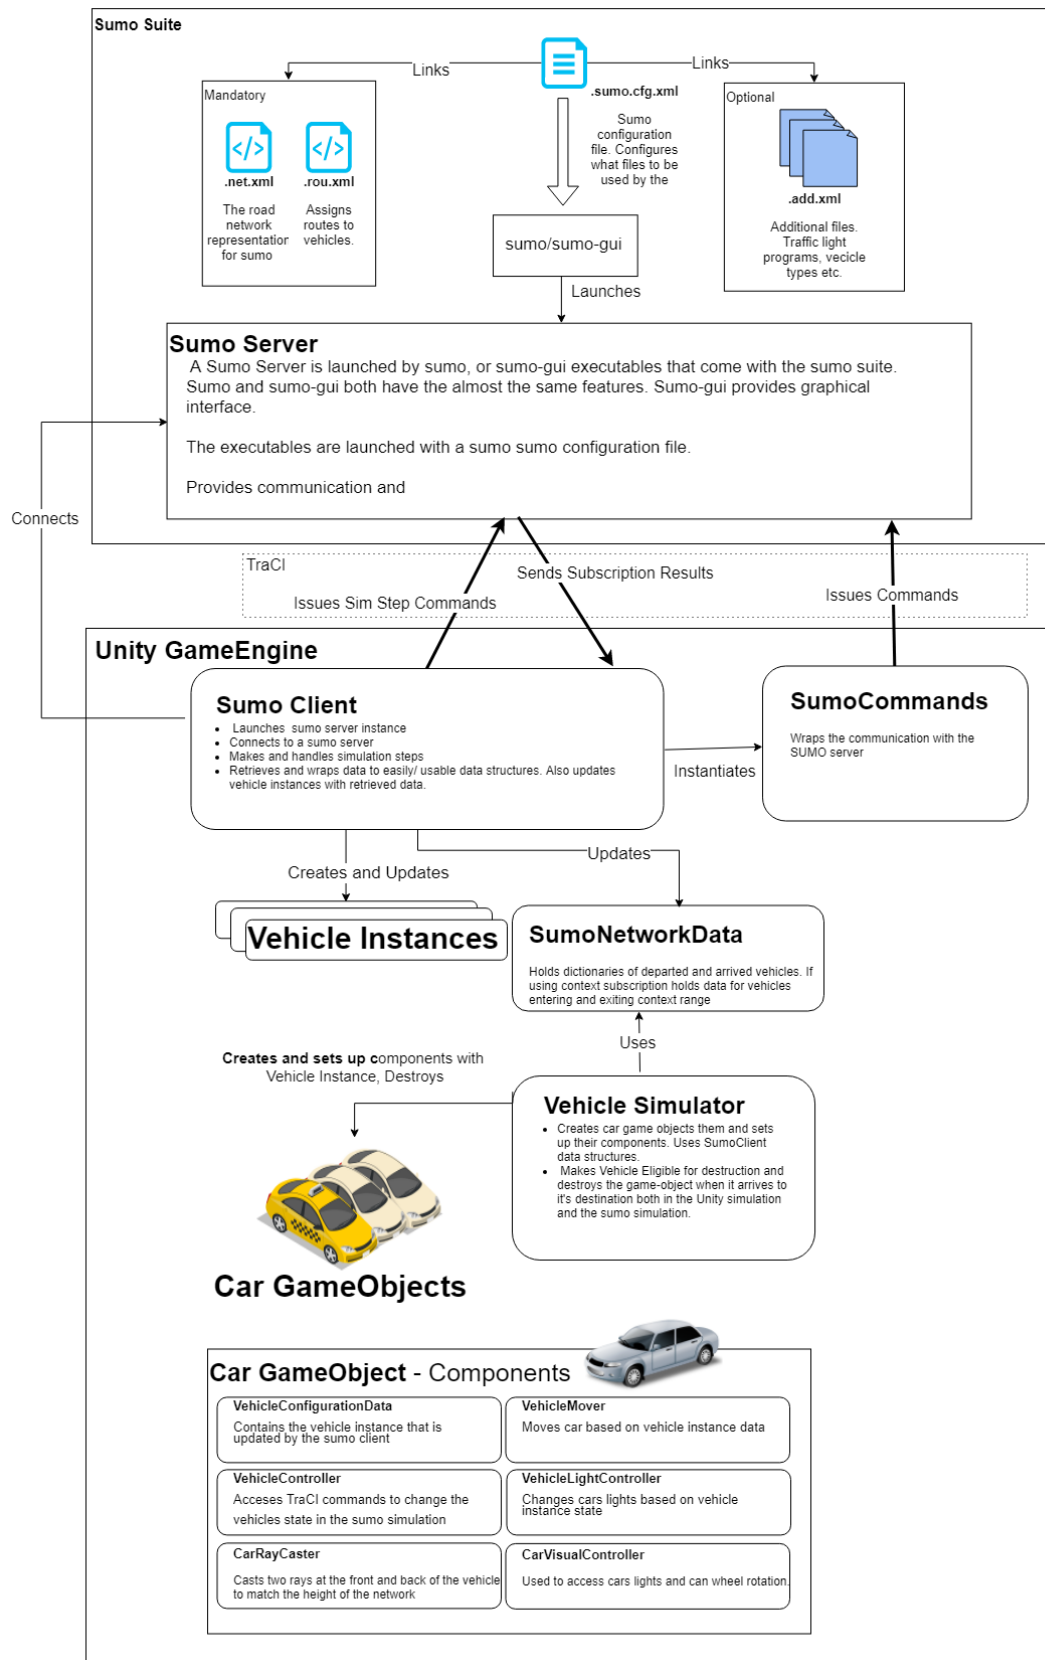 Sumo Suite
Links
Links
.sumo.cfg.xml
Sumo
configuration
file. Configures
what files to be
used by the
Mandatory
.net.xml
.rou.xml
The road
network
representation
for sumo
Assigns
routes to
vehicles.
Optional
.add.xml
Additional files.
Traffic light
programs, vecicle
types etc.
sumo/sumo-gui
Launches
Sumo Server
A Sumo Server is launched by sumo, or sumo-gui executables that come with the sumo suite.
Sumo and sumo-gui both have the almost the same features. Sumo-gui provides graphical
interface.
The executables are launched with a sumo sumo configuration file.
Provides communication and
Connects
TraCI
Sends Subscription Results
Issues Sim Step Commands
Issues Commands
Unity GameEngine
Sumo Client
• Launches sumo server instance
• Connects to a sumo server
• Makes and handles simulation steps
• Retrieves and wraps data to easily/ usable data structures. Also updates
vehicle instances with retrieved data.
Instantiates
SumoCommands
Wraps the communication with the
SUMO server
Creates and Updates
Updates
Vehicle Instances
SumoNetworkData
Holds dictionaries of departed and arrived vehicles. If
using context subscription holds data for vehicles
entering and exiting context range
Uses
Creates and sets up components with
Vehicle Instance, Destroys
Vehicle Simulator
• Creates car game objects them and sets
up their components. Uses SumoClient
data structures.
• Makes Vehicle Eligible for destruction and
destroys the game-object when it arrives to
it's destination both in the Unity simulation
and the sumo simulation.
Car GameObjects
Car GameObject - Components
VehicleConfigurationData
Contains the vehicle instance that is
updated by the sumo client
VehicleMover
Moves car based on vehicle instance data
VehicleController
Acceses TraCI commands to change the
vehicles state in the sumo simulation
VehicleLightController
Changes cars lights based on vehicle
instance state
CarRayCaster
Casts two rays at the front and back of the vehicle
to match the height of the network
CarVisualController
Used to access cars lights and can wheel rotation.